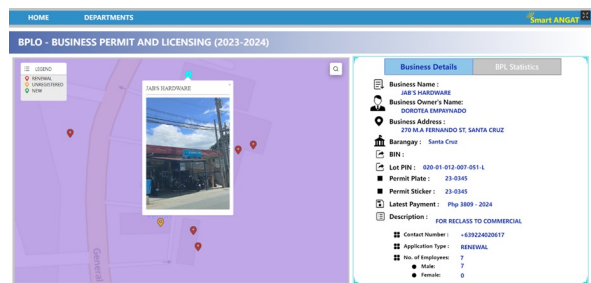 HOME DEPARTMENTS Smart ANGAT
BPLO - BUSINESS PERMIT AND LICENSING (2023-2024)
LEGEND
RENEWAL
UNREGISTERED
NEW
JAB'S HARDWARE
General
Business Details BPL Statistics
Business Name :
JAB'S HARDWARE
Business Owner's Name:
DOROTEA EMPAYNADO
Business Address :
270 M.A FERNANDO ST, SANTA CRUZ
Barangay : Santa Cruz
BIN :
Lot PIN : 020-01-012-007-051-L
Permit Plate : 23-0345
Permit Sticker : 23-0345
Latest Payment : Php 3809 - 2024
Description : FOR RECLASS TO COMMERCIAL
Contact Number : +639224020617
Application Type : RENEWAL
No. of Employees: 7
Male: 7
Female: 0